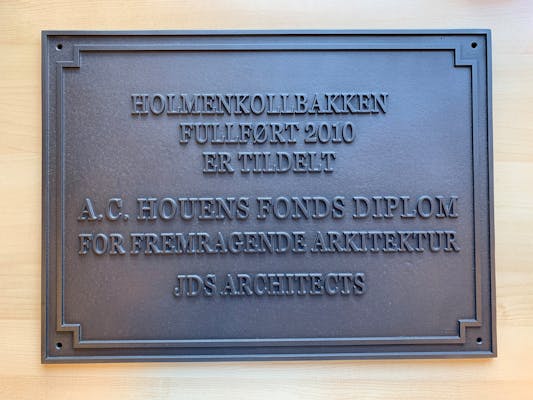 HOLMENKOLLBAKKEN
FULLFØRT 2010
ER TILDELT
A.C. HOUENS FONDS DIPLOM
FOR FREMRAGENDE ARKITEKTUR
JDS ARCHITECTS